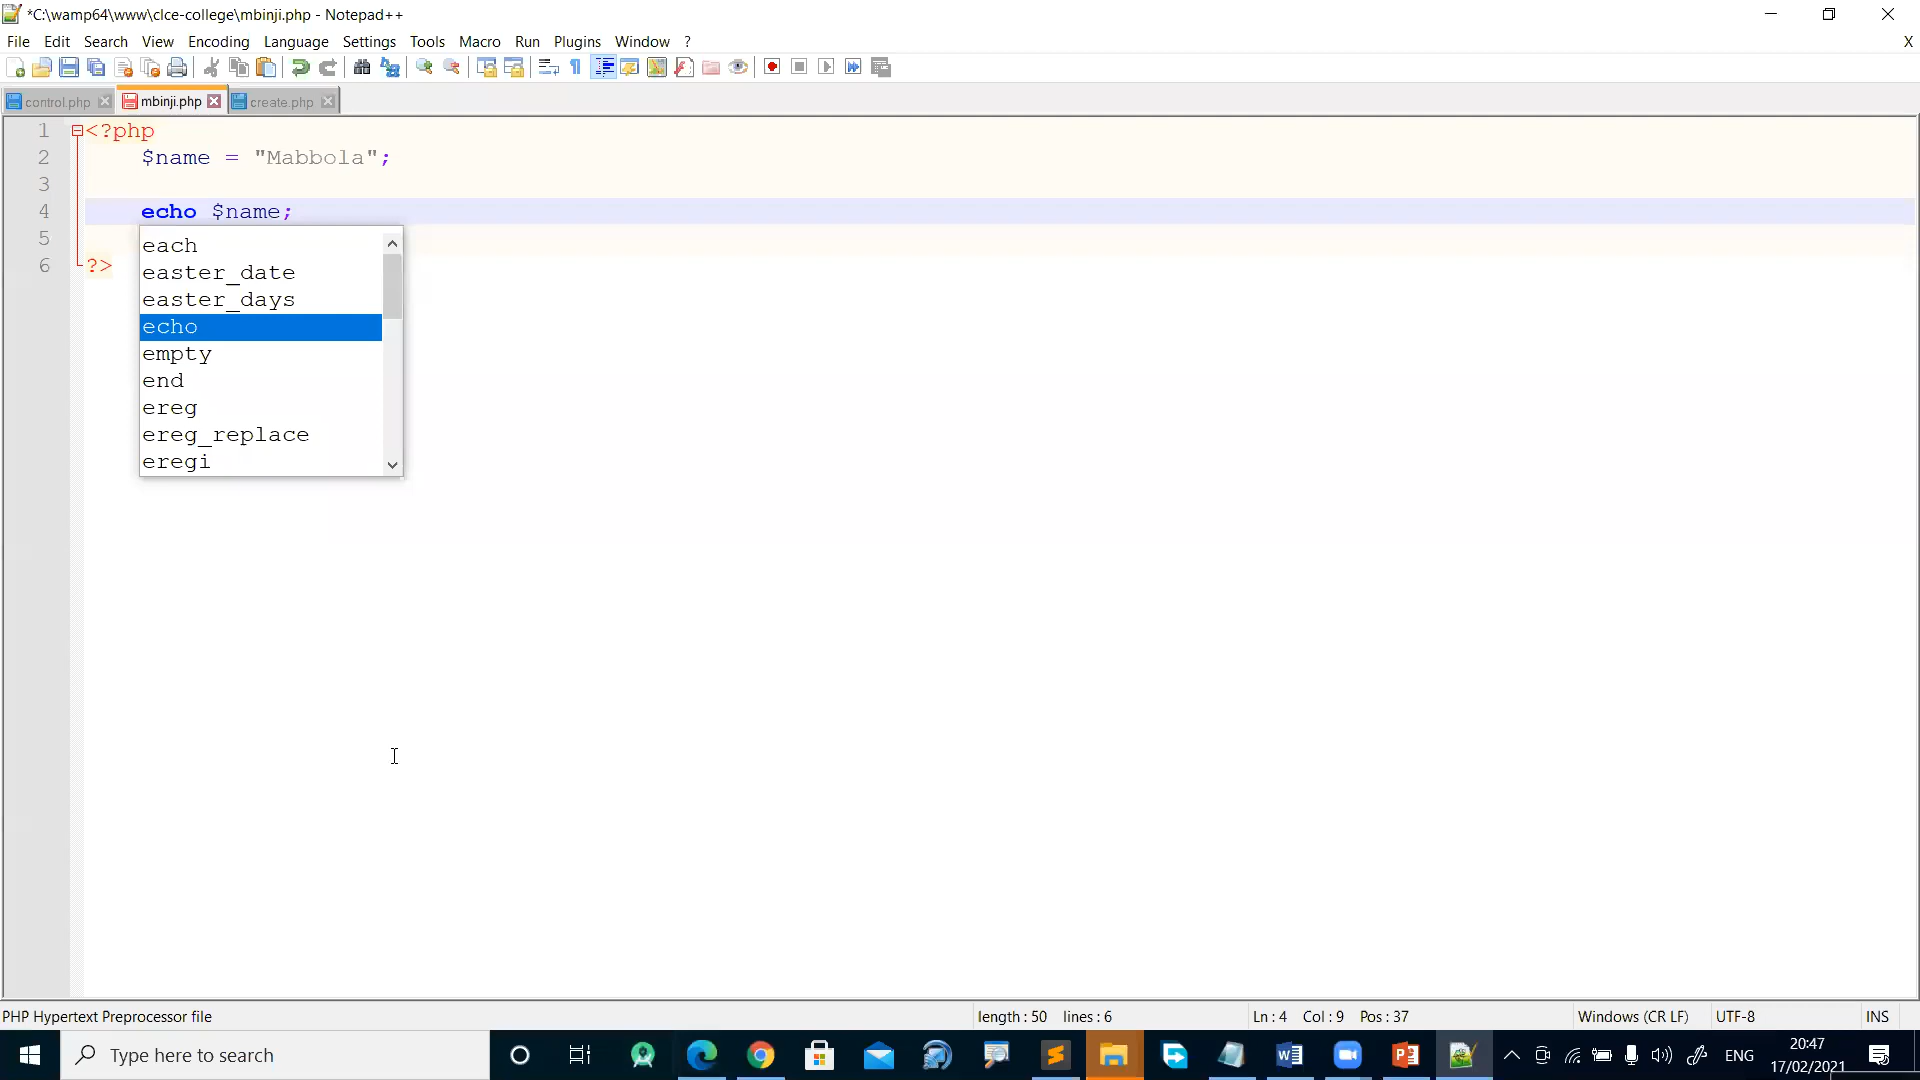 *C:\wamp64\www\clce-college\mbinji.php - Notepad++
File Edit Search View Encoding Language Settings Tools Macro Run Plugins Window ? X
control.php mbinji.php create.php
1 <?php
2 $name = "Mabbola";
3
4 echo $name;
5
6 ?>
each
easter_date
easter_days
echo
empty
end
ereg
ereg_replace
eregi
PHP Hypertext Preprocessor file length : 50 lines : 6 Ln : 4 Col : 9 Pos : 37 Windows (CR LF) UTF-8 INS
Type here to search ENG 20:47
17/02/2021